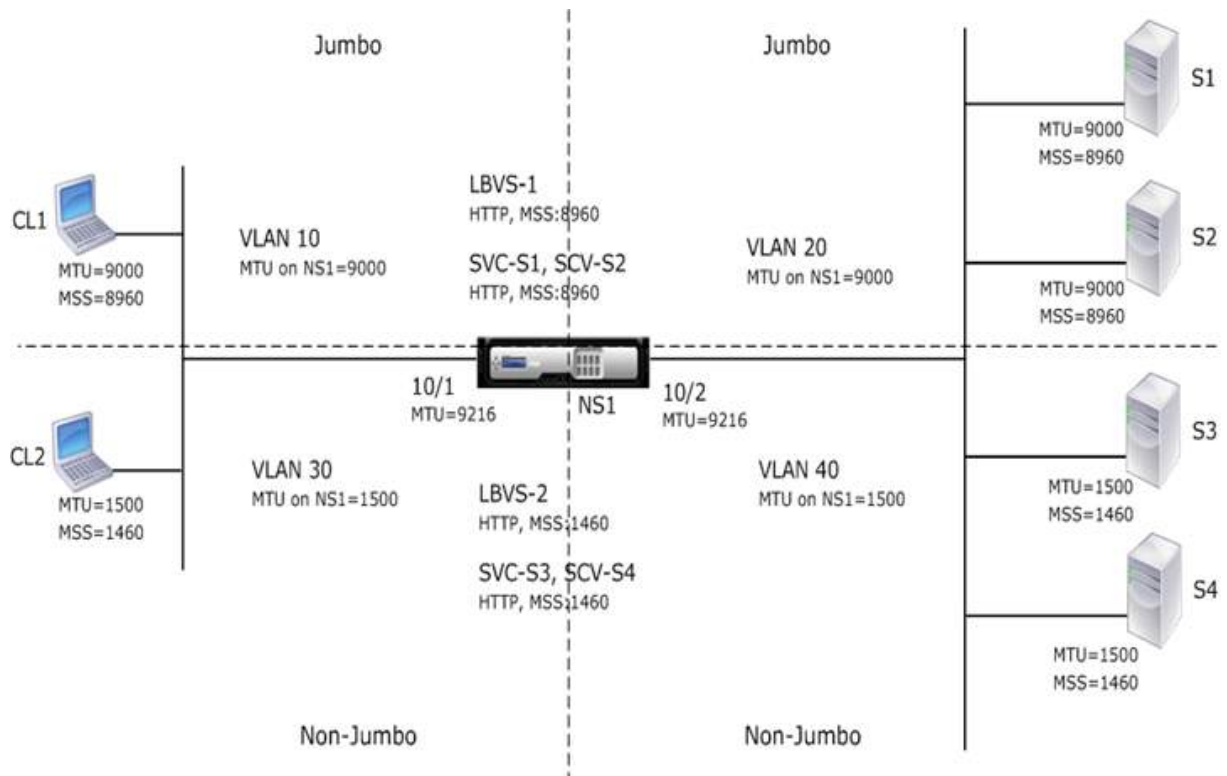 Jumbo
Jumbo
S1
MTU=9000
MSS=8960
CL1
MTU=9000
MSS=8960
VLAN 10
MTU on NS1=9000
LBVS-1
HTTP, MSS:8960
SVC-S1, SCV-S2
HTTP, MSS:8960
VLAN 20
MTU on NS1=9000
S2
MTU=9000
MSS=8960
10/1
MTU=9216
NS1
10/2
MTU=9216
CL2
MTU=1500
MSS=1460
VLAN 30
MTU on NS1=1500
LBVS-2
HTTP, MSS:1460
SVC-S3, SCV-S4
HTTP, MSS:1460
VLAN 40
MTU on NS1=1500
S3
MTU=1500
MSS=1460
S4
MTU=1500
MSS=1460
Non-Jumbo
Non-Jumbo